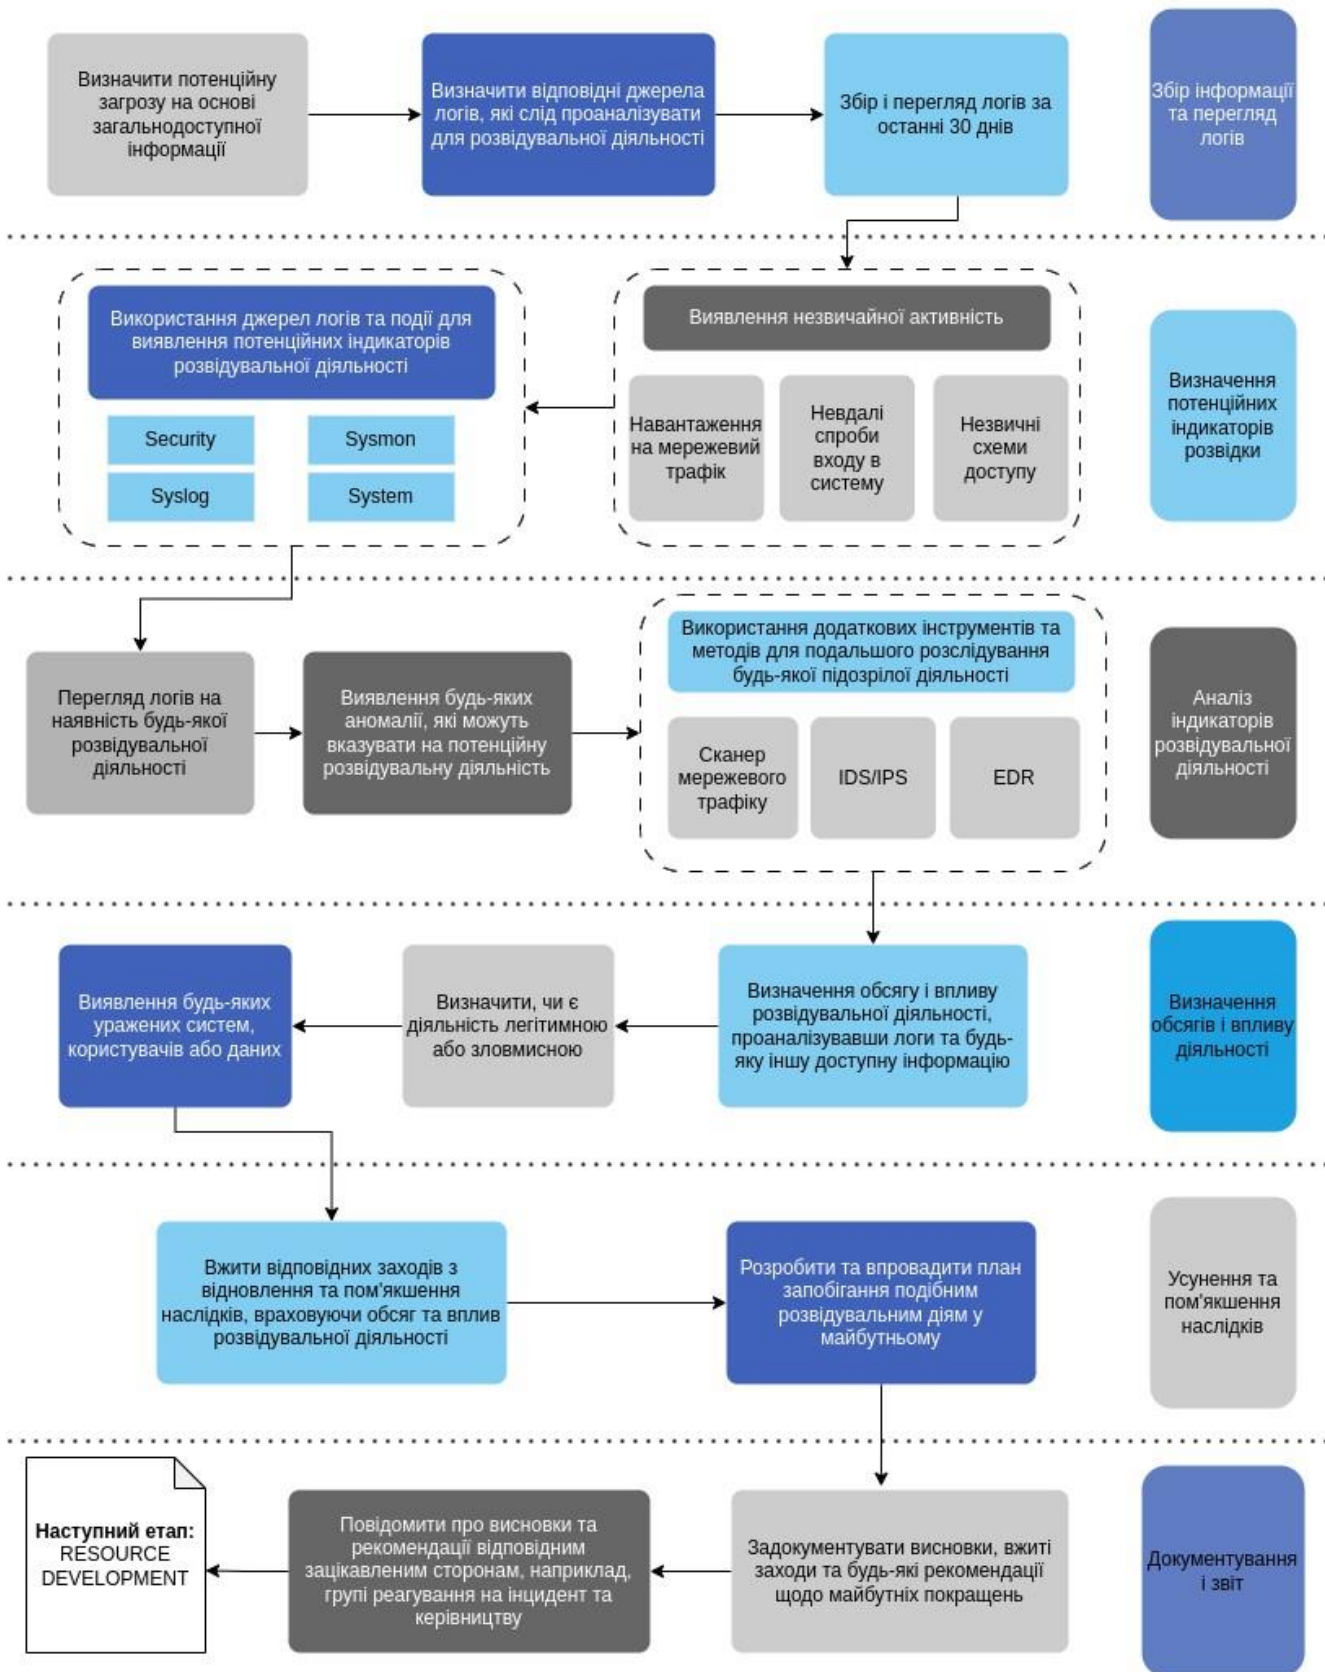 Визначити потенційну
загрозу на основі
загальнодоступної
інформації
Визначити відповідні джерела
логів, які слід проаналізувати
для розвідувальної діяльності
Збір і перегляд логів за
останні 30 днів
Збір інформації
та перегляд
логів
Використання джерел логів та події для
виявлення потенційних індикаторів
розвідувальної діяльності
Security
Sysmon
Syslog
System
Виявлення незвичайної активність
Навантаження
на мережевий
трафік
Невдалі
спроби
входу в
систему
Незвичні
схеми
доступу
Визначення
потенційних
індикаторів
розвідки
Перегляд логів на
наявність будь-якої
розвідувальної
діяльності
Виявлення будь-яких
аномалії, які можуть
вказувати на потенційну
розвідувальну діяльність
Використання додаткових інструментів та
методів для подальшого розслідування
будь-якої підозрілої діяльності
Сканер
мережевого
трафіку
IDS/IPS
EDR
Аналіз
індикаторів
розвідувальної
діяльності
Виявлення будь-яких
уражених систем,
користувачів або даних
Визначити, чи є
діяльність легітимною
або зловмисною
Визначення обсягу і впливу
розвідувальної діяльності,
проаналізувавши логи та будь-
яку іншу доступну інформацію
Визначення
обсягів і впливу
діяльності
Вжити відповідних заходів з
відновлення та пом'якшення
наслідків, враховуючи обсяг та вплив
розвідувальної діяльності
Розробити та впровадити план
запобігання подібним
розвідувальним діям у
майбутньому
Усунення та
пом'якшення
наслідків
Наступний етап:
RESOURCE
DEVELOPMENT
Повідомити про висновки та
рекомендації відповідним
зацікавленим сторонам, наприклад,
групі реагування на інцидент та
керівництву
Задокументувати висновки, вжиті
заходи та будь-які рекомендації
щодо майбутніх покращень
Документування
і звіт